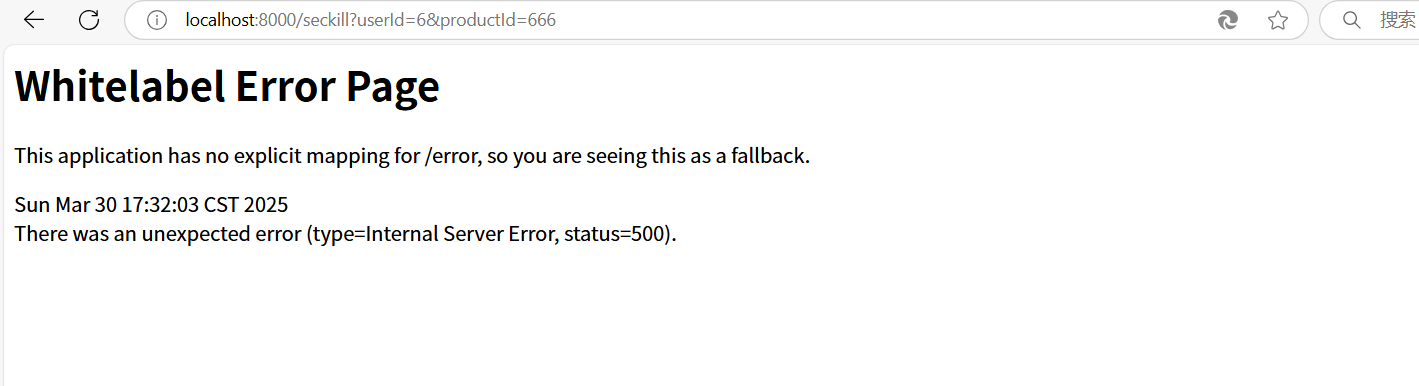 localhost:8000/seckill?userId=6&productId=666
搜索
Whitelabel Error Page
This application has no explicit mapping for /error, so you are seeing this as a fallback.
Sun Mar 30 17:32:03 CST 2025
There was an unexpected error (type=Internal Server Error, status=500).